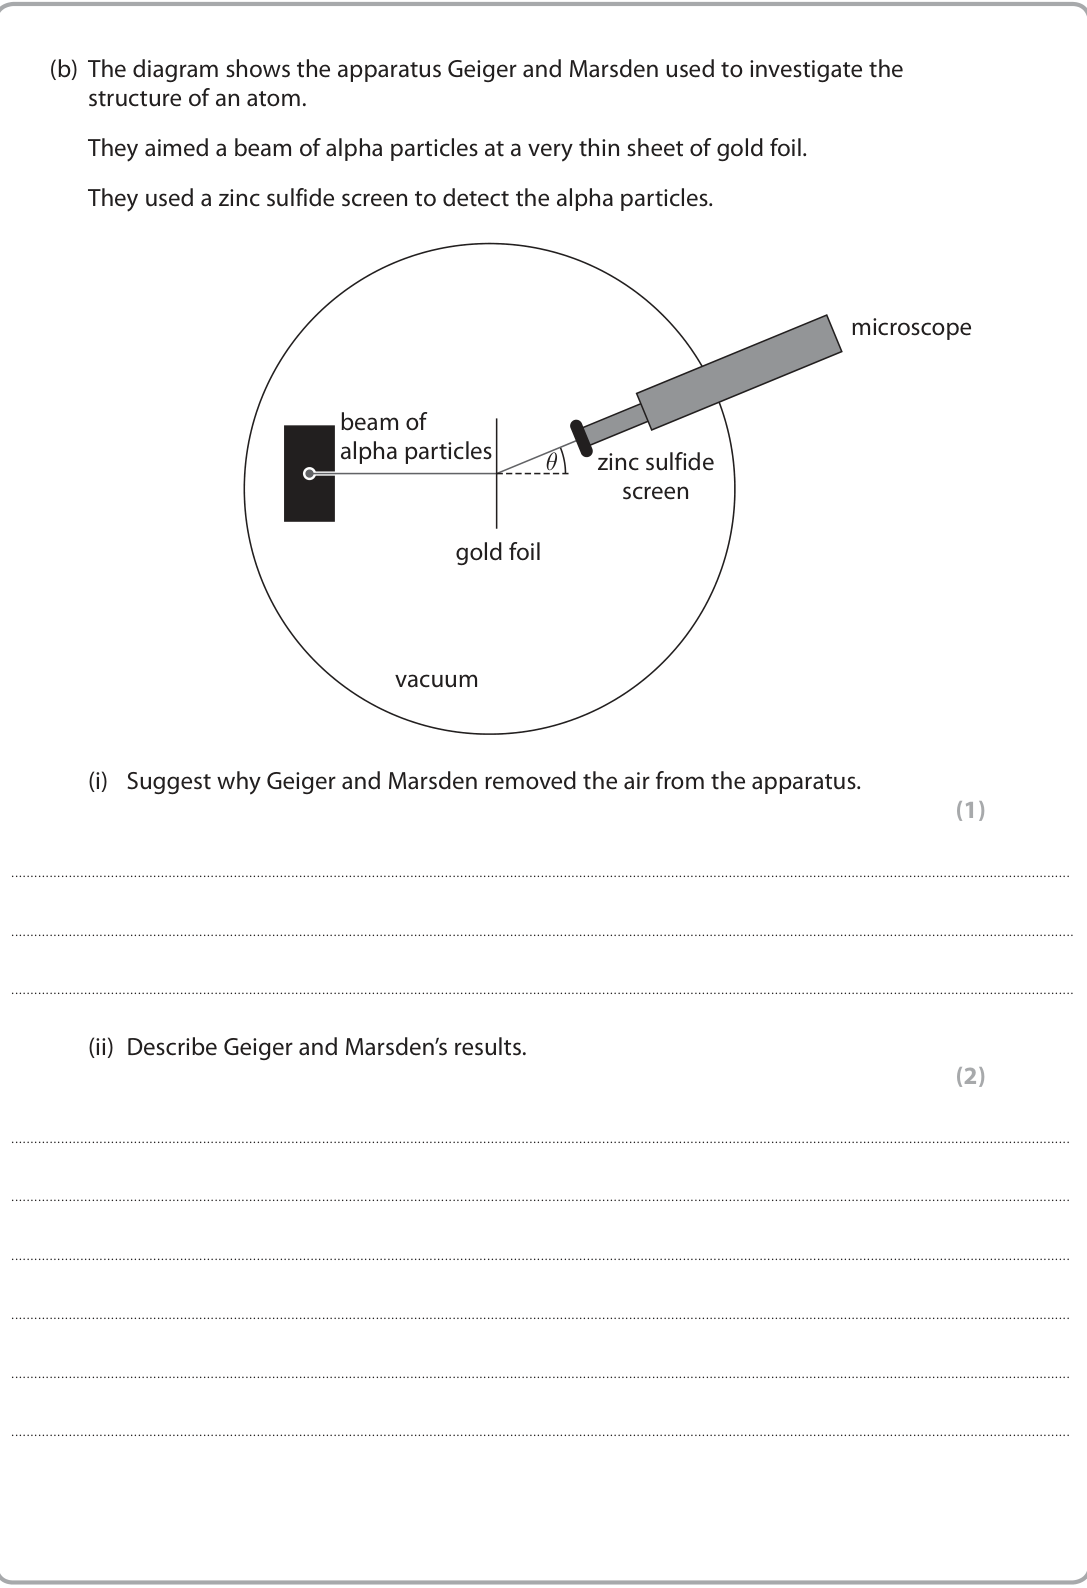 (b) The diagram shows the apparatus Geiger and Marsden used to investigate the
structure of an atom.
They aimed a beam of alpha particles at a very thin sheet of gold foil.
They used a zinc sulfide screen to detect the alpha particles.
microscope
beam of
alpha particles
θ
zinc sulfide
screen
gold foil
vacuum
(i) Suggest why Geiger and Marsden removed the air from the apparatus.
(1)
(ii) Describe Geiger and Marsden’s results.
(2)